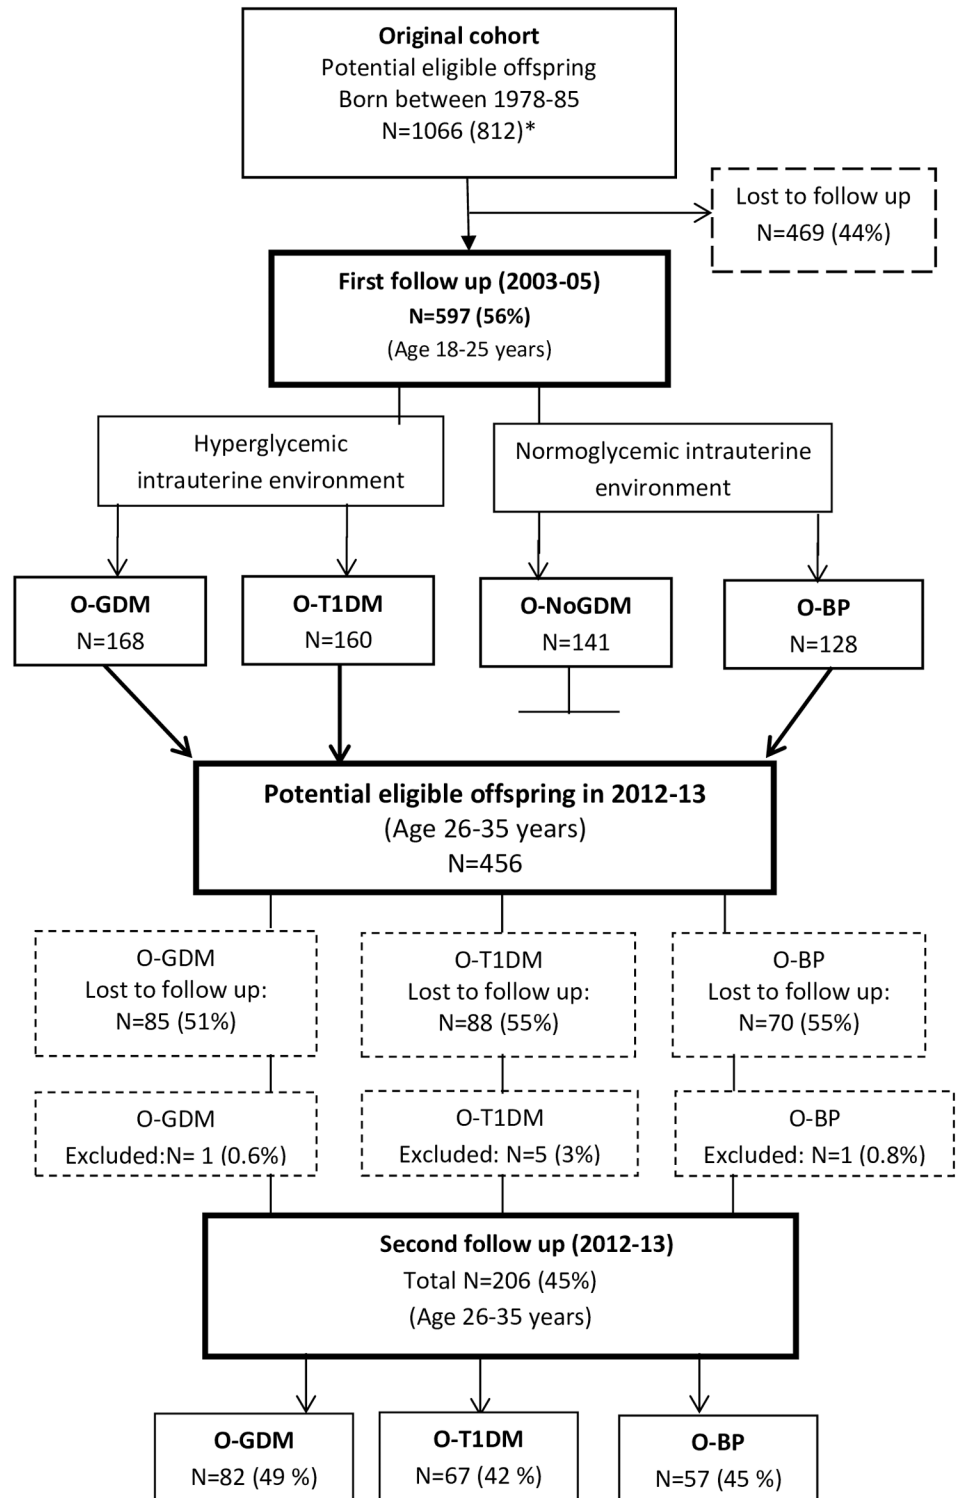 Original cohort
Potential eligible offspring
Born between 1978-85
N=1066 (812)*
Lost to follow up
N=469 (44%)
First follow up (2003-05)
N=597 (56%)
(Age 18-25 years)
Hyperglycemic
intrauterine environment
Normoglycemic intrauterine
environment
O-GDM
N=168
O-T1DM
N=160
O-NoGDM
N=141
O-BP
N=128
Potential eligible offspring in 2012-13
(Age 26-35 years)
N=456
O-GDM
Lost to follow up:
N=85 (51%)
O-T1DM
Lost to follow up:
N=88 (55%)
O-BP
Lost to follow up:
N=70 (55%)
O-GDM
Excluded:N= 1 (0.6%)
O-T1DM
Excluded: N=5 (3%)
O-BP
Excluded: N=1 (0.8%)
Second follow up (2012-13)
Total N=206 (45%)
(Age 26-35 years)
O-GDM
N=82 (49 %)
O-T1DM
N=67 (42 %)
O-BP
N=57 (45 %)